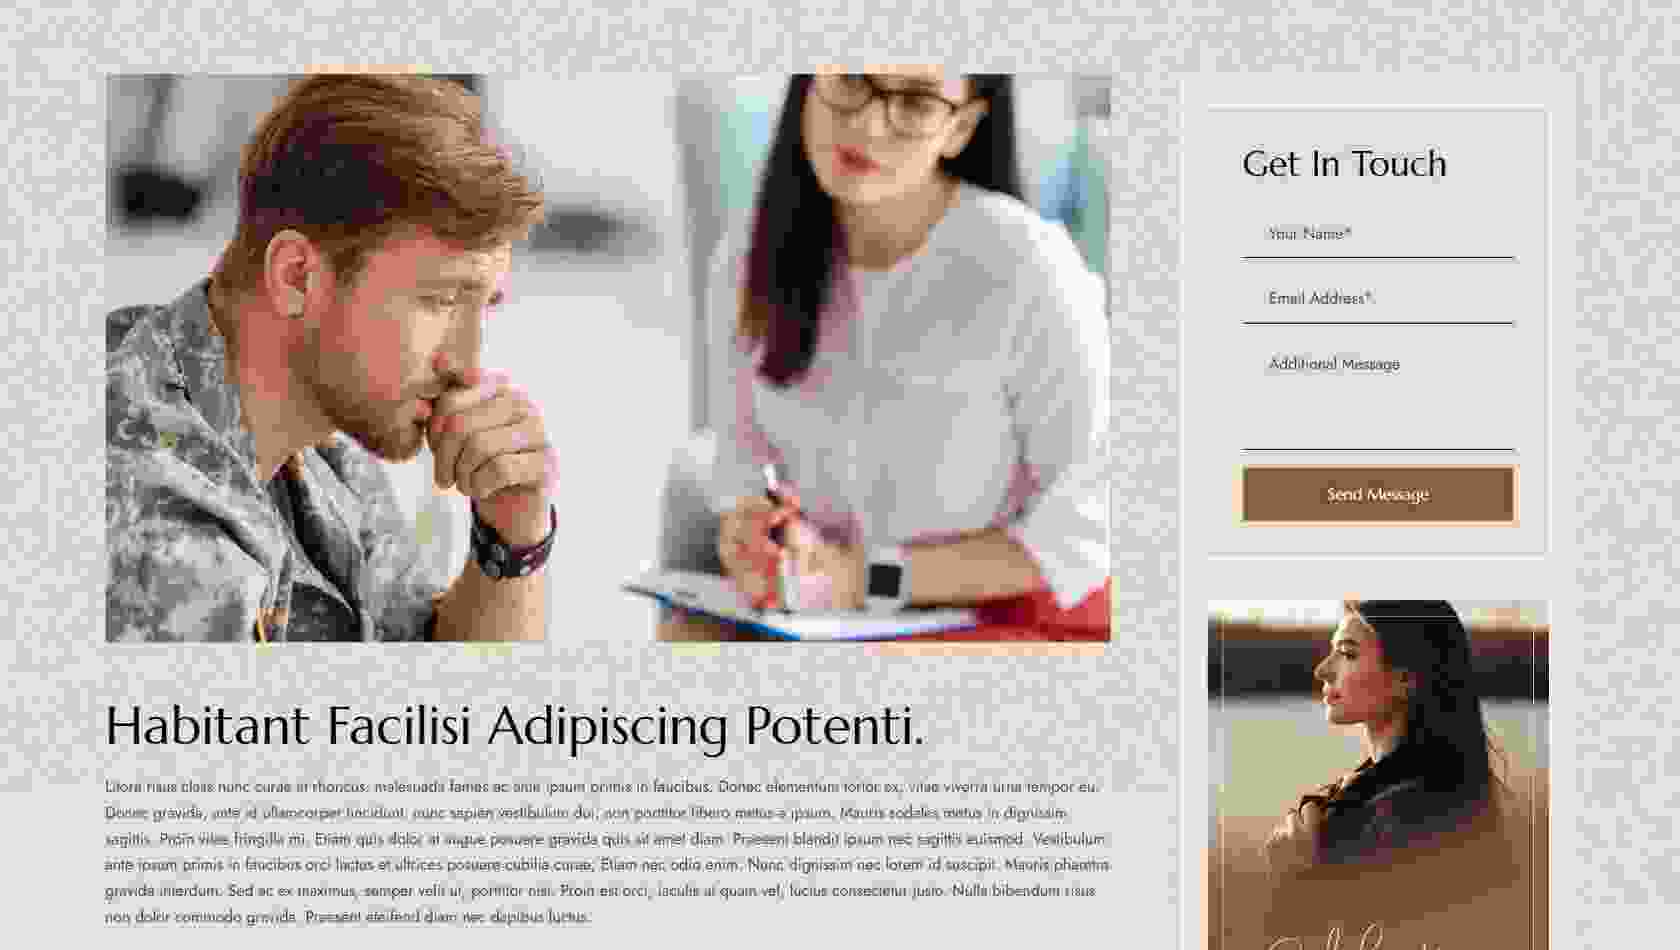 Get In Touch
Your Name*
Email Address*
Additional Message
Send Message
Habitant Facilisi Adipiscing Potenti.
Litora risus class nunc curae at rhoncus, malesuada fames ac ante ipsum primis in faucibus. Donec elementum tortor ex, vitae viverra urna tempor eu.
Donec gravida, ante id ullamcorper tincidunt, nunc sapien vestibulum dui, non porttitor libero metus a ipsum. Mauris sodales metus in dignissim
sagittis. Proin vitae fringilla mi. Etiam quis dolor at augue posuere gravida quis sit amet diam. Praesent blandit ipsum nec sagittis euismod. Vestibulum
ante ipsum primis in faucibus orci luctus et ultrices posuere cubilia curae; Etiam nec odio enim. Nunc dignissim nec lorem id suscipit. Mauris pharetra
gravida interdum. Sed ac ex maximus, semper velit ut, porttitor nisi. Proin est orci, iaculis at quam vel, luctus consectetur justo. Nulla bibendum risus
non dolor commodo gravida. Praesent eleifend diam nec dapibus luctus.